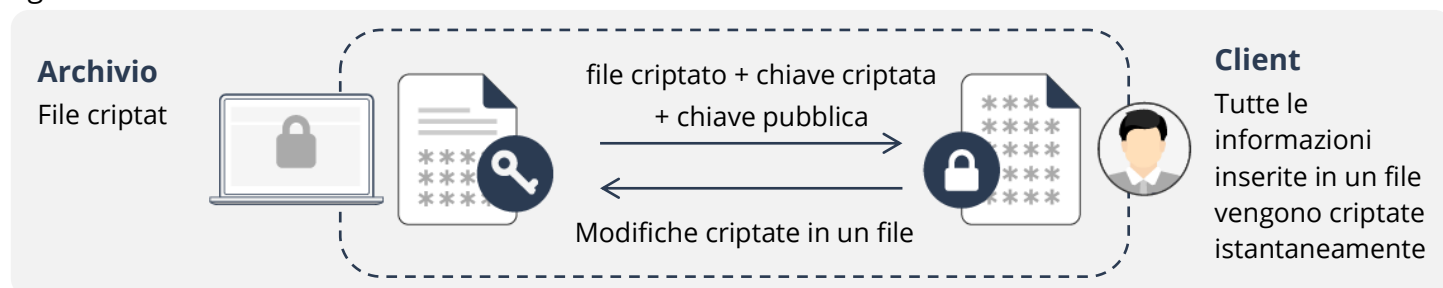 Archivio
File criptat
file criptato + chiave criptata
+ chiave pubblica
Modifiche criptate in un file
Client
Tutte le
informazioni
inserite in un file
vengono criptate
istantaneamente